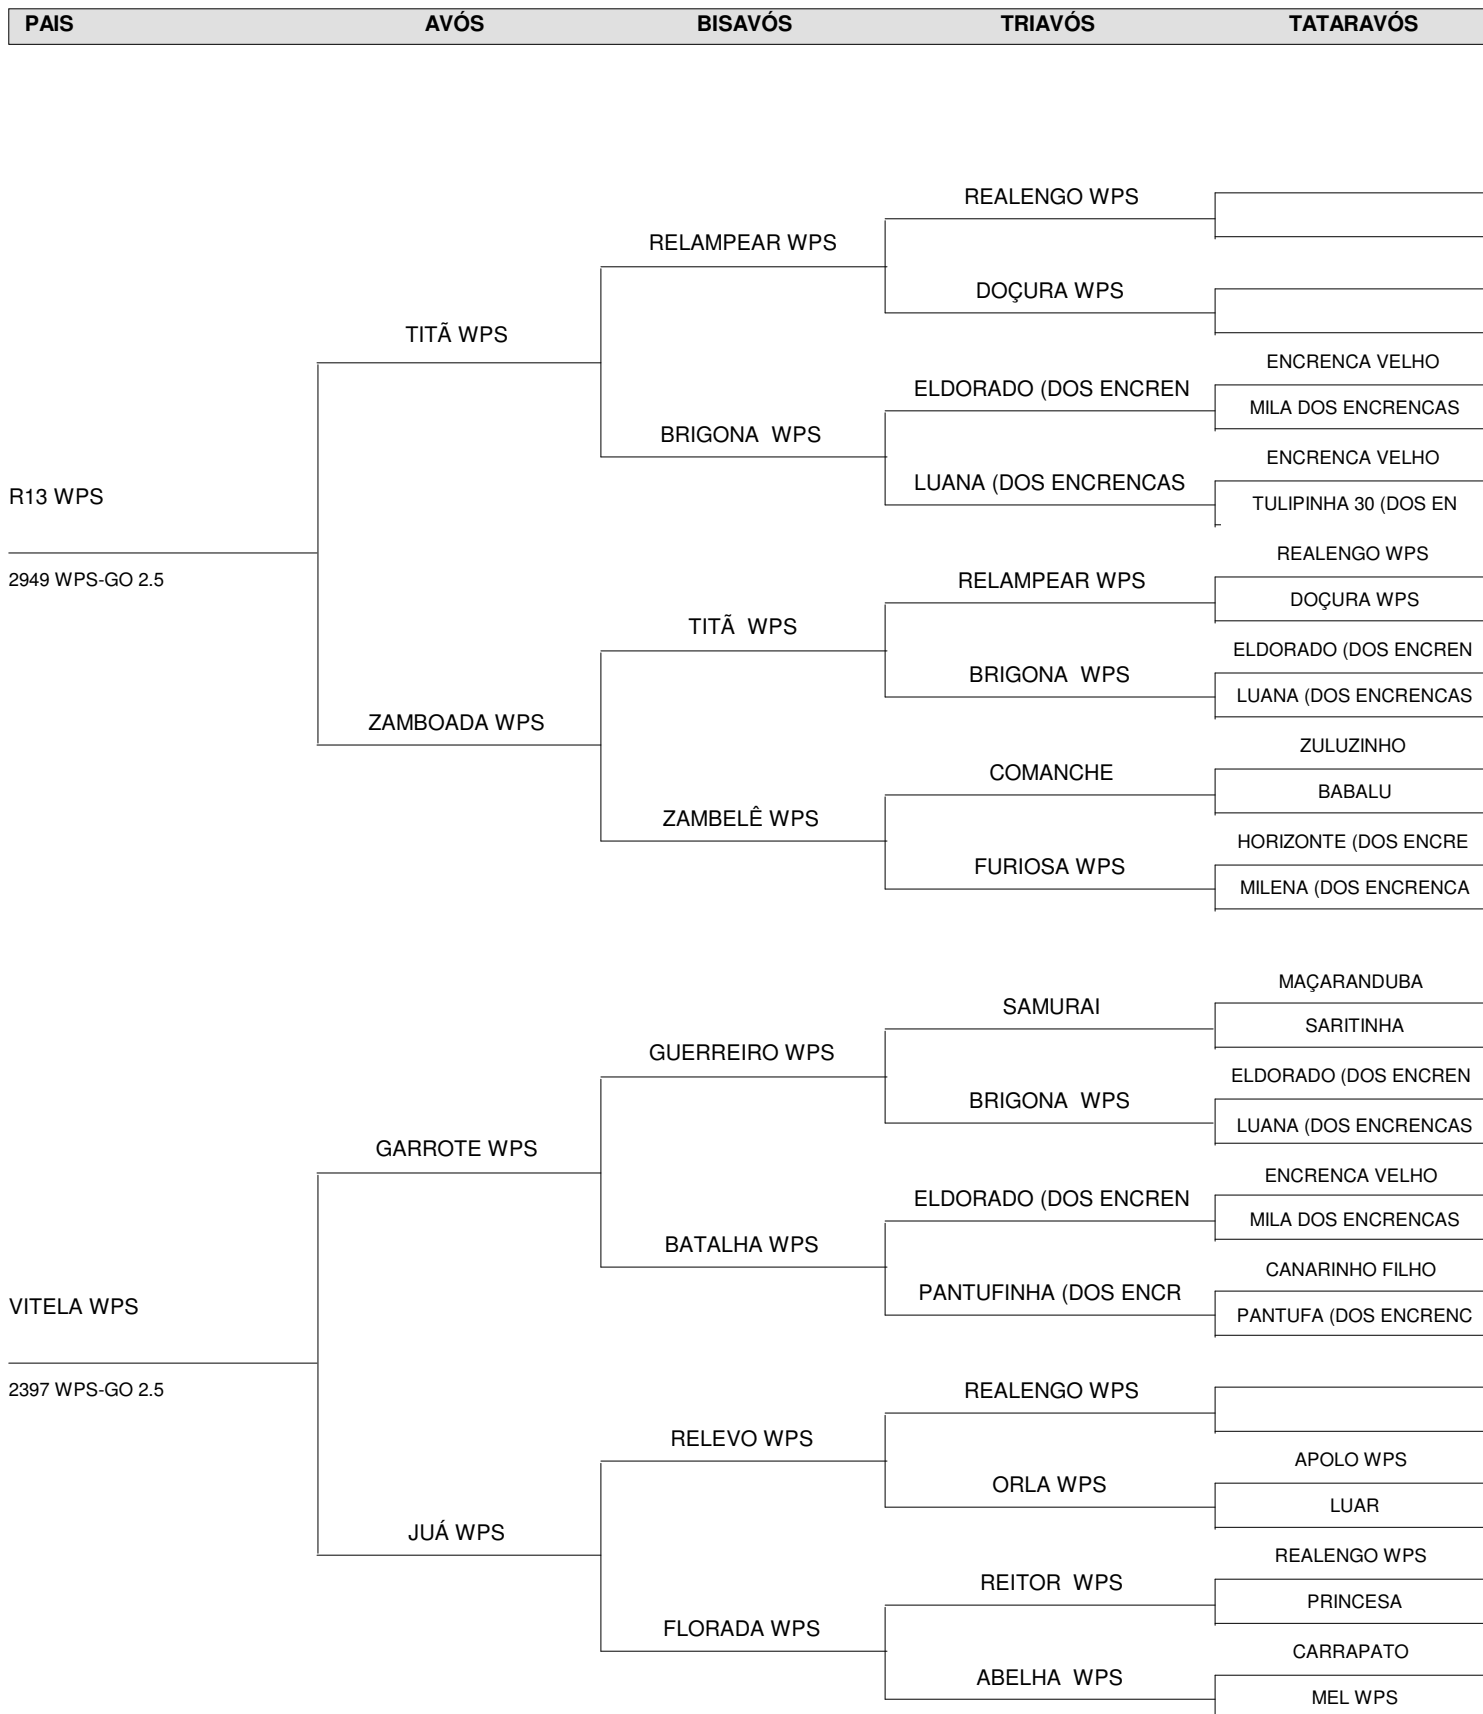 PAIS AVÓS BISAVÓS TRIAVÓS TATARAVÓS
REALENGO WPS
RELAMPEAR WPS
DOÇURA WPS
TITÃ WPS
ENCRENCA VELHO
ELDORADO (DOS ENCREN
MILA DOS ENCRENCAS
BRIGONA WPS
ENCRENCA VELHO
LUANA (DOS ENCRENCAS
R13 WPS
TULIPINHA 30 (DOS EN
REALENGO WPS
2949 WPS-GO 2.5
RELAMPEAR WPS
DOÇURA WPS
TITÃ WPS
ELDORADO (DOS ENCREN
BRIGONA WPS
LUANA (DOS ENCRENCAS
ZAMBOADA WPS
ZULUZINHO
COMANCHE
BABALU
ZAMBELÊ WPS
HORIZONTE (DOS ENCRE
FURIOSA WPS
MILENA (DOS ENCRENCA
MAÇARANDUBA
SAMURAI
SARITINHA
GUERREIRO WPS
ELDORADO (DOS ENCREN
BRIGONA WPS
LUANA (DOS ENCRENCAS
GARROTE WPS
ENCRENCA VELHO
ELDORADO (DOS ENCREN
MILA DOS ENCRENCAS
BATALHA WPS
CANARINHO FILHO
PANTUFINHA (DOS ENCR
VITELA WPS
PANTUFA (DOS ENCRENC
2397 WPS-GO 2.5
REALENGO WPS
RELEVO WPS
APOLO WPS
ORLA WPS
LUAR
JUÁ WPS
REALENGO WPS
REITOR WPS
PRINCESA
FLORADA WPS
CARRAPATO
ABELHA WPS
MEL WPS